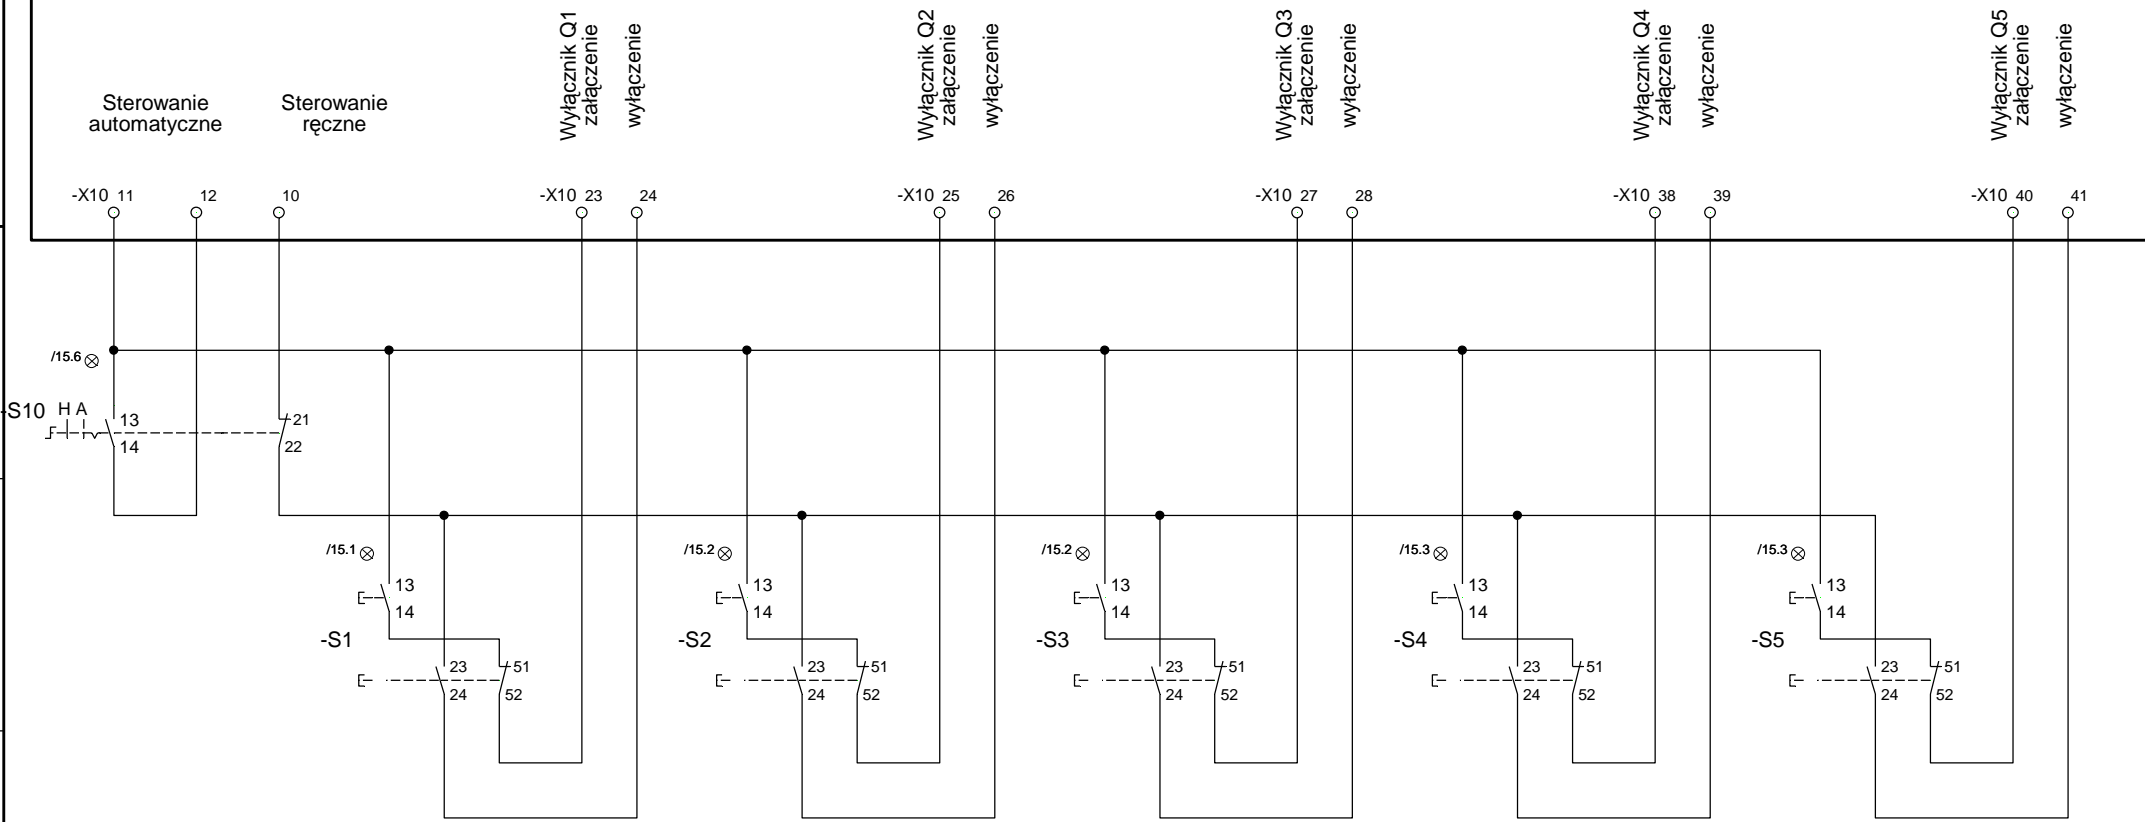 Wyłącznik Q1
załączenie
wyłączenie
Wyłącznik Q2
załączenie
wyłączenie
Wyłącznik Q3
załączenie
wyłączenie
Wyłącznik Q4
załączenie
wyłączenie
Wyłącznik Q5
załączenie
wyłączenie
Sterowanie
automatyczne
Sterowanie
ręczne
-X10 11 12 10 -X10 23 24 -X10 25 26 -X10 27 28 -X10 38 39 -X10 40 41
/15.6
-S10 H A 13 21
14 22
/15.1 /15.2 /15.2 /15.3 /15.3
13 13 13 13 13
14 14 14 14 14
-S1 -S2 -S3 -S4 -S5
23 51 23 51 23 51 23 51 23 51
24 52 24 52 24 52 24 52 24 52